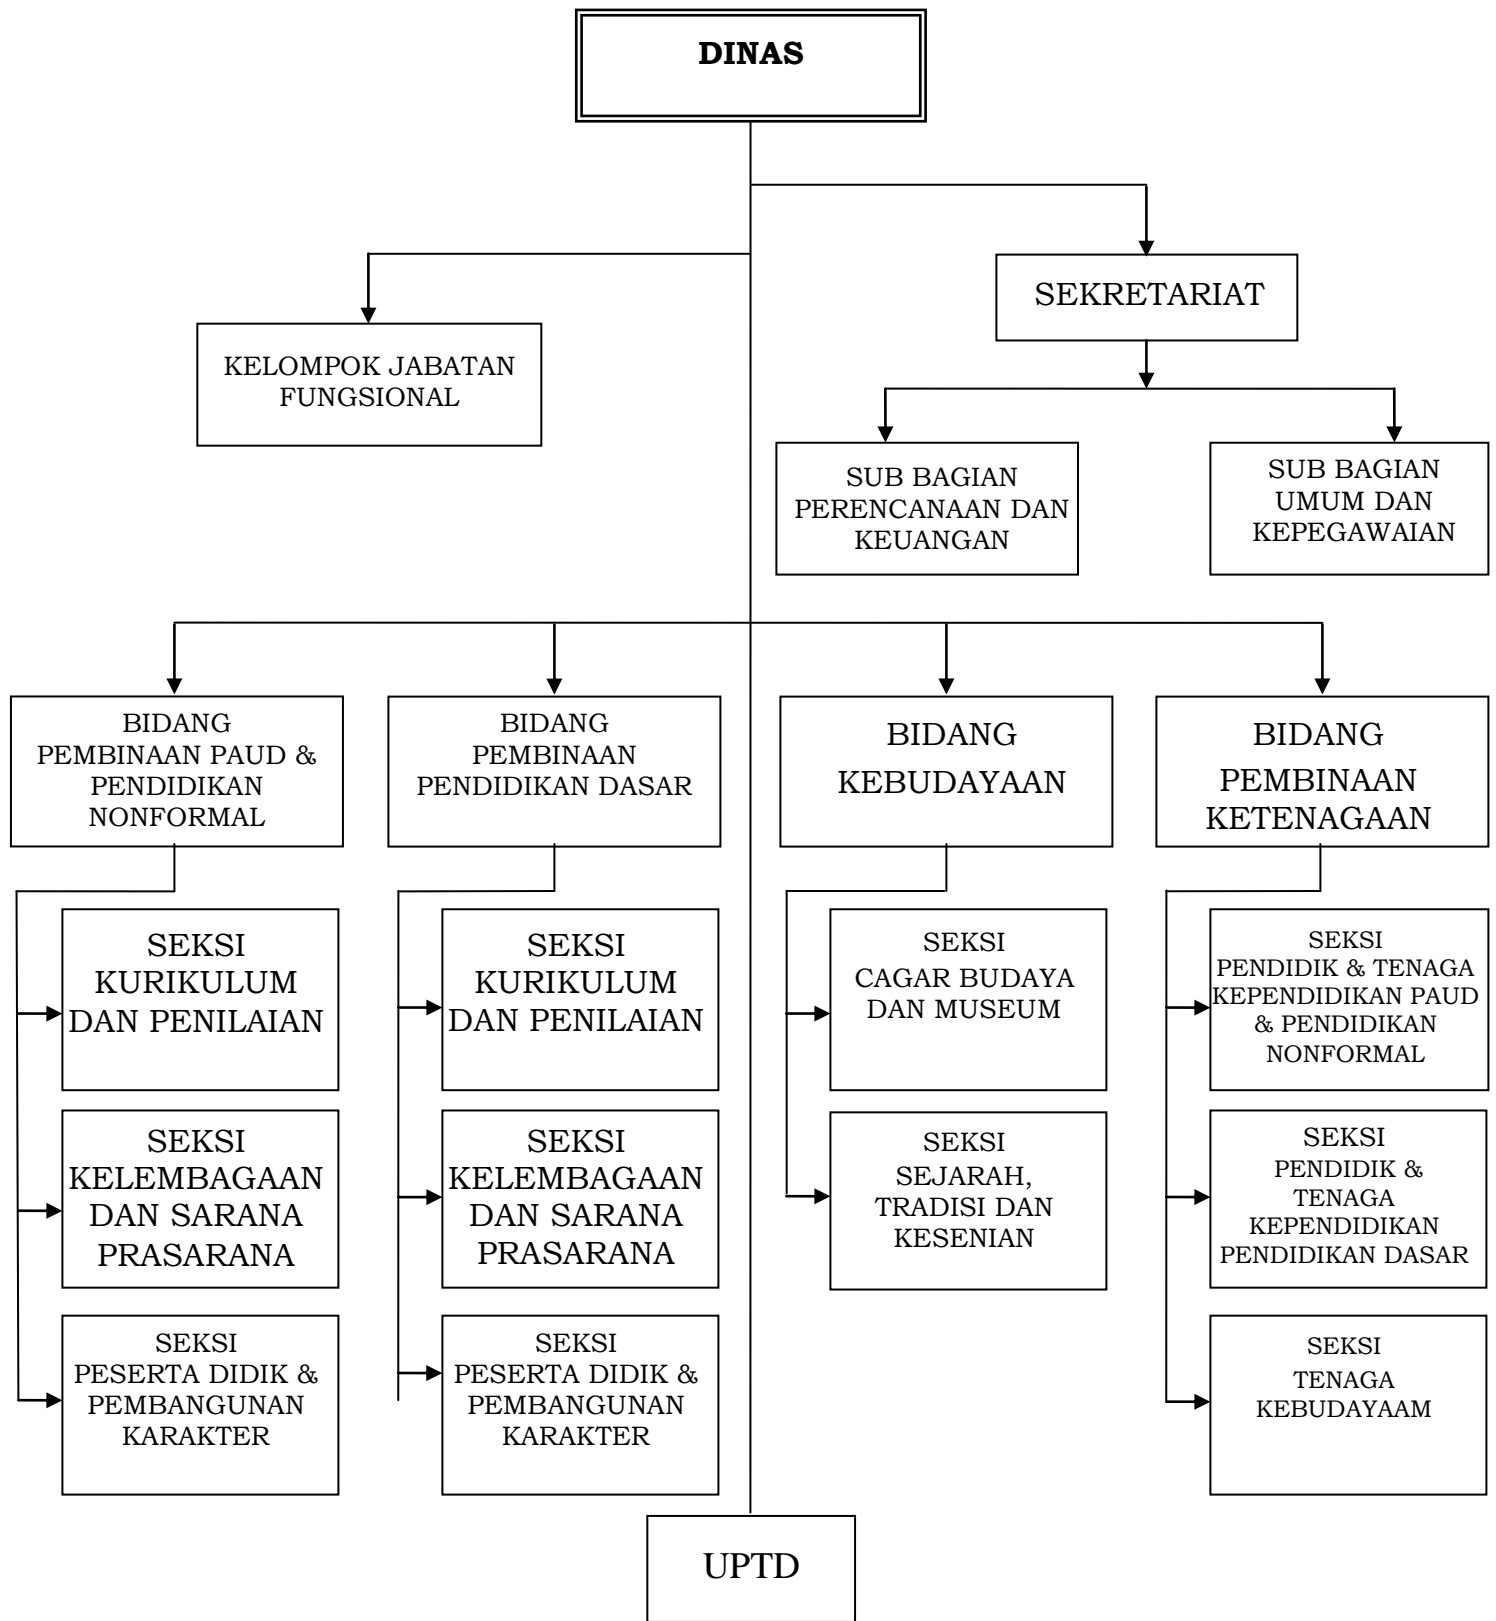 DINAS
SEKRETARIAT
KELOMPOK JABATAN
FUNGSIONAL
SUB BAGIAN
PERENCANAAN DAN
KEUANGAN
SUB BAGIAN
UMUM DAN
KEPEGAWAIAN
BIDANG
PEMBINAAN PAUD &
PENDIDIKAN
NONFORMAL
BIDANG
PEMBINAAN
PENDIDIKAN DASAR
BIDANG
KEBUDAYAAN
BIDANG
PEMBINAAN
KETENAGAAN
SEKSI
KURIKULUM
DAN PENILAIAN
SEKSI
KURIKULUM
DAN PENILAIAN
SEKSI
CAGAR BUDAYA
DAN MUSEUM
SEKSI
PENDIDIK & TENAGA
KEPENDIDIKAN PAUD
& PENDIDIKAN
NONFORMAL
SEKSI
KELEMBAGAAN
DAN SARANA
PRASARANA
SEKSI
KELEMBAGAAN
DAN SARANA
PRASARANA
SEKSI
SEJARAH,
TRADISI DAN
KESENIAN
SEKSI
PENDIDIK &
TENAGA
KEPENDIDIKAN
PENDIDIKAN DASAR
SEKSI
PESERTA DIDIK &
PEMBANGUNAN
KARAKTER
SEKSI
PESERTA DIDIK &
PEMBANGUNAN
KARAKTER
SEKSI
TENAGA
KEBUDAYAAM
UPTD